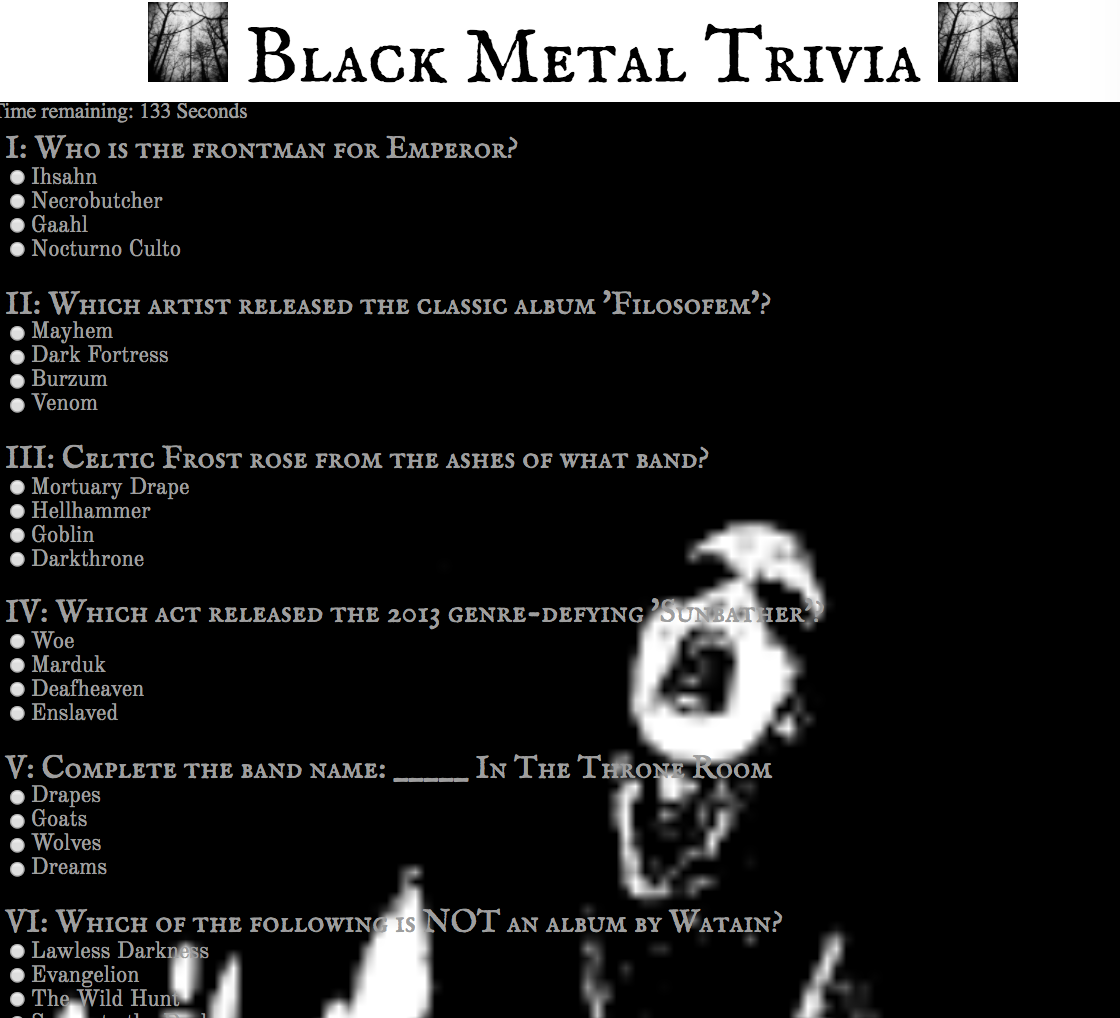 Black Metal Trivia
Time remaining: 133 Seconds
I: Who is the frontman for Emperor?
Ihsahn
Necrobutcher
Gaahl
Nocturno Culto
II: Which artist released the classic album 'Filosofem'?
Mayhem
Dark Fortress
Burzum
Venom
III: Celtic Frost rose from the ashes of what band?
Mortuary Drape
Hellhammer
Goblin
Darkthrone
IV: Which act released the 2013 genre-defying 'Sunbather'?
Woe
Marduk
Deafheaven
Enslaved
V: Complete the band name: _____ In The Throne Room
Drapes
Goats
Wolves
Dreams
VI: Which of the following is NOT an album by Watain?
Lawless Darkness
Evangelion
The Wild Hunt